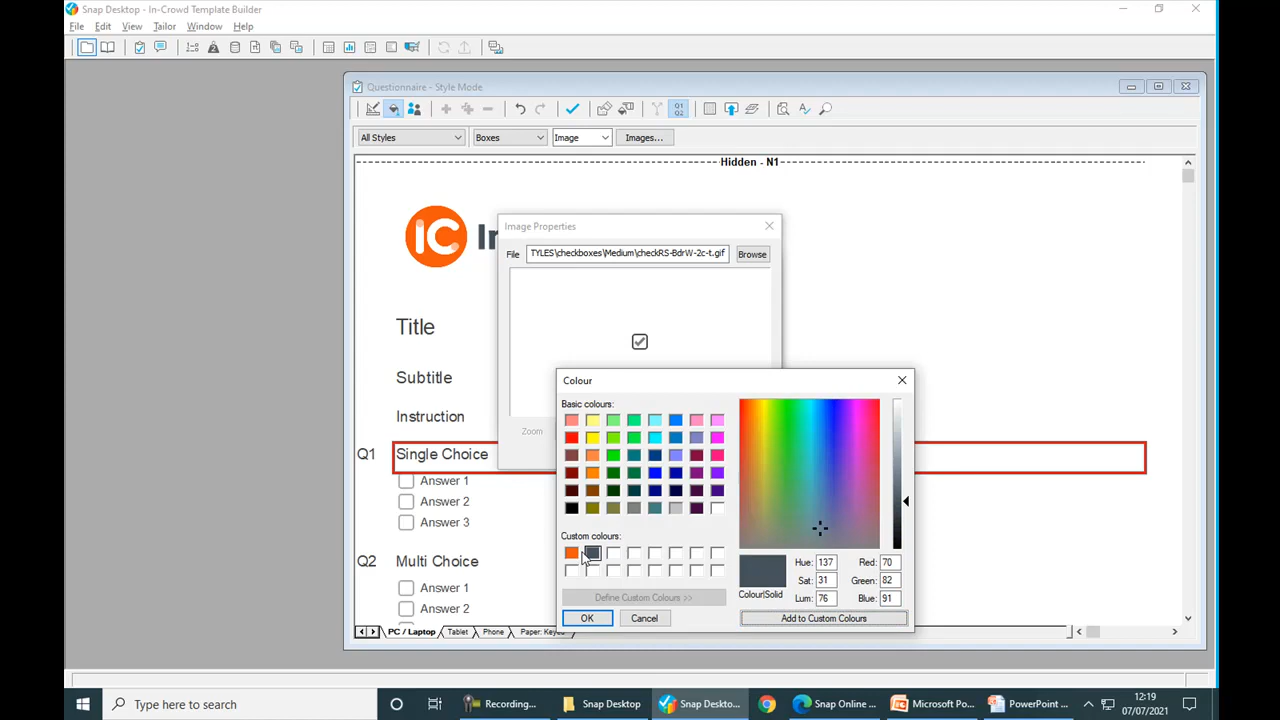 Snap Desktop - In-Crowd Template Builder
File Edit View Tailor Window Help
Questionnaire - Style Mode
Q1
Q2
All Styles Boxes Image Images...
Hidden - N1
iC In
Image Properties
File TYLES\checkboxes\Medium\checkRS-BdrW-2c-t.gif Browse
Title
Subtitle
Instruction
Zoom
Q1 Single Choice
Answer 1
Answer 2
Answer 3
Q2 Multi Choice
Answer 1
Answer 2
Colour
Basic colours:
Custom colours:
Define Custom Colours >>
OK Cancel
Hue: 137 Red: 70
Sat: 31 Green: 82
Colour|Solid Lum: 76 Blue: 91
Add to Custom Colours
PC / Laptop Tablet Phone Paper: Keyed
Type here to search
Recording... Snap Desktop Snap Deskto... Snap Online ... Microsoft Po... PowerPoint ...
12:19
07/07/2021